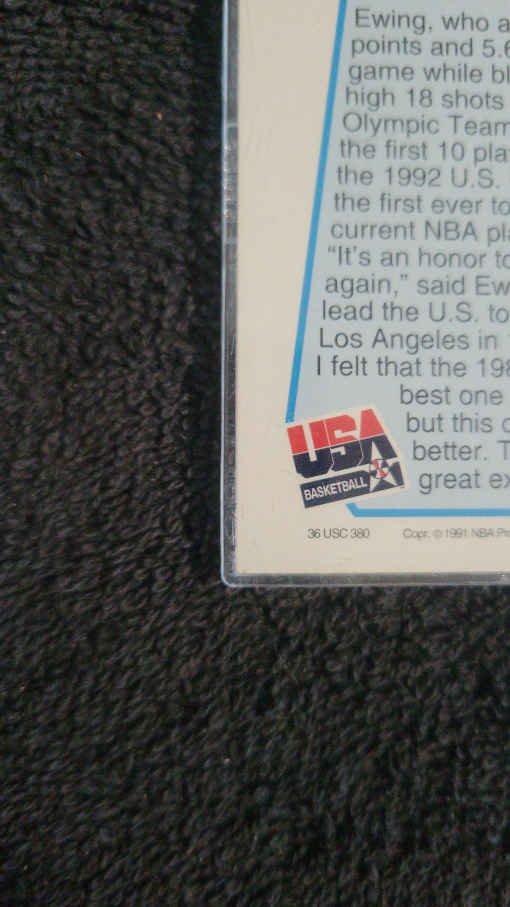 Ewing, who a
points and 5.6
game while bl
high 18 shots
Olympic Team
the first 10 pla
the 1992 U.S.
the first ever to
current NBA pla
"It's an honor to
again," said Ew
lead the U.S. to
Los Angeles in
I felt that the 198
best one
but this
better. T
great ex
USA
BASKETBALL
36 USC 380 Copr. © 1991 NBA Pr